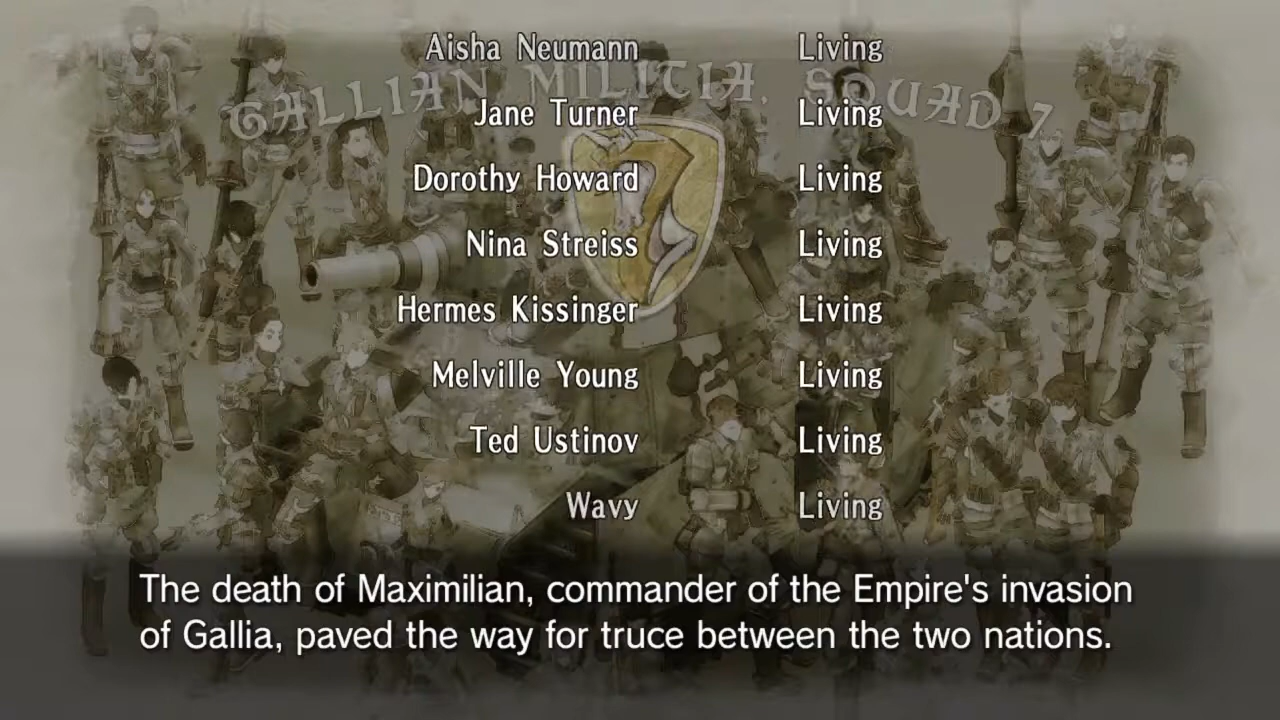 Aisha Neumann Living
GALLIAN MILITIA. SQUAD 7
Jane Turner Living
Dorothy Howard Living
7
Nina Streiss Living
Hermes Kissinger Living
Melville Young Living
Ted Ustinov Living
Wavy Living
The death of Maximilian, commander of the Empire's invasion
of Gallia, paved the way for truce between the two nations.